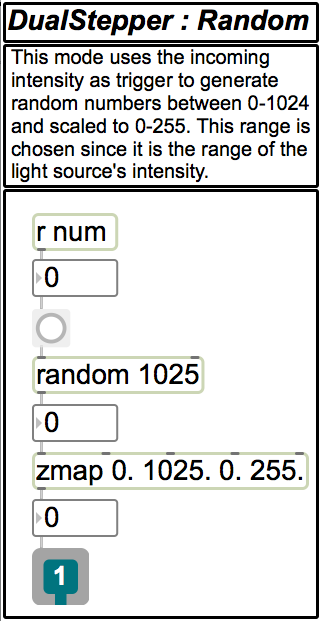 DualStepper : Random
This mode uses the incoming
intensity as trigger to generate
random numbers between 0-1024
and scaled to 0-255. This range is
chosen since it is the range of the
light source's intensity.
r num
0
random 1025
0
zmap 0. 1025. 0. 255.
0
1